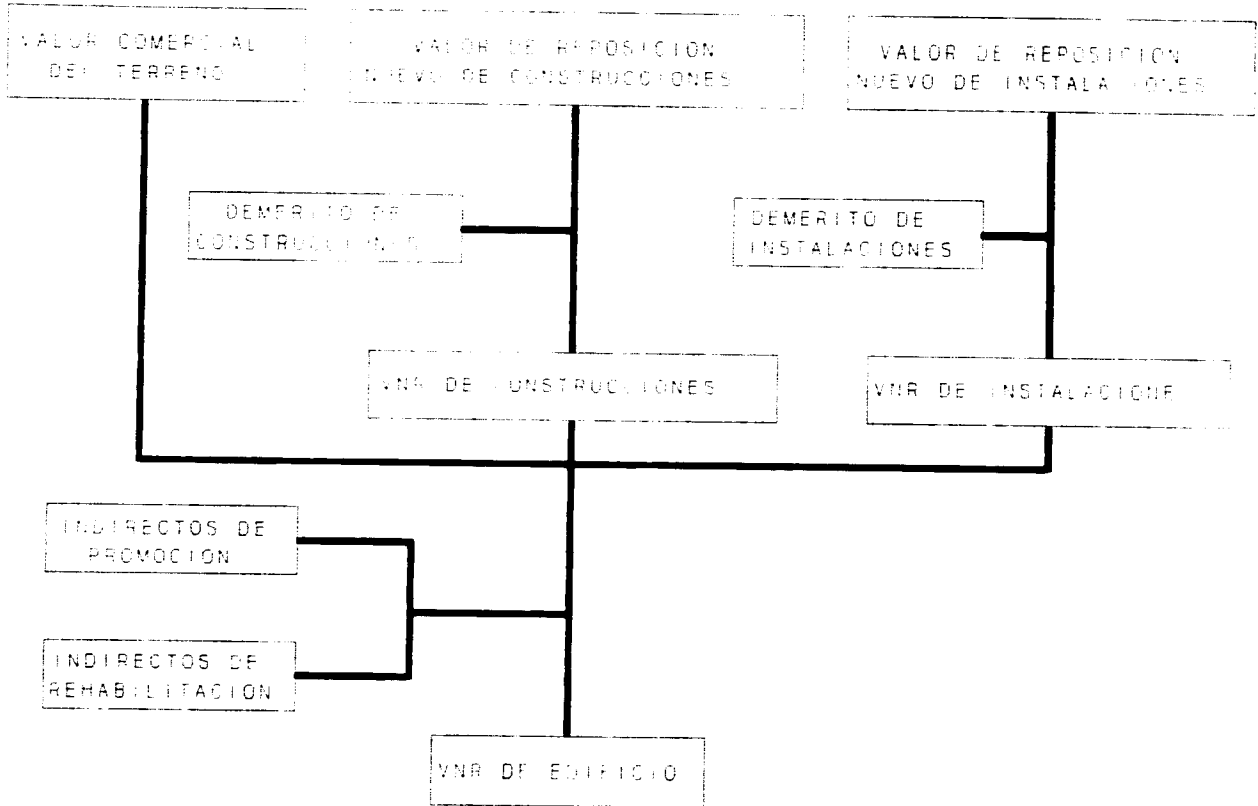 VALOR COMERCIAL
DEL TERRENO
VALOR DE REPOSICION
NUEVO DE CONSTRUCCIONES
VALOR DE REPOSICION
NUEVO DE INSTALACIONES
DEMERITO DE
CONSTRUCCIONES
DEMERITO DE
INSTALACIONES
VNR DE CONSTRUCCIONES
VNR DE INSTALACIONE
INDIRECTOS DE
PROMOCION
INDIRECTOS DE
REHABILITACION
VNR DE EDIFICIO